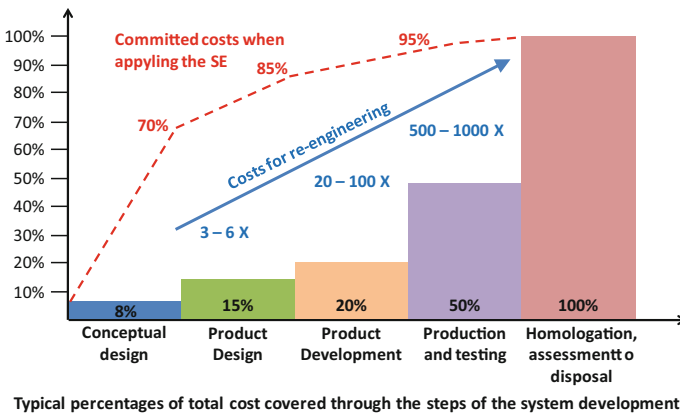 100%
90%
80%
70%
60%
50%
40%
30%
20%
10%
Committed costs when
appyling the SE
70%
85%
95%
Costs for re-engineering
3 – 6 X
20 – 100 X
500 – 1000 X
8%
15%
20%
50%
100%
Conceptual
design
Product
Design
Product
Development
Production
and testing
Homologation,
assessment o
disposal
Typical percentages of total cost covered through the steps of the system development